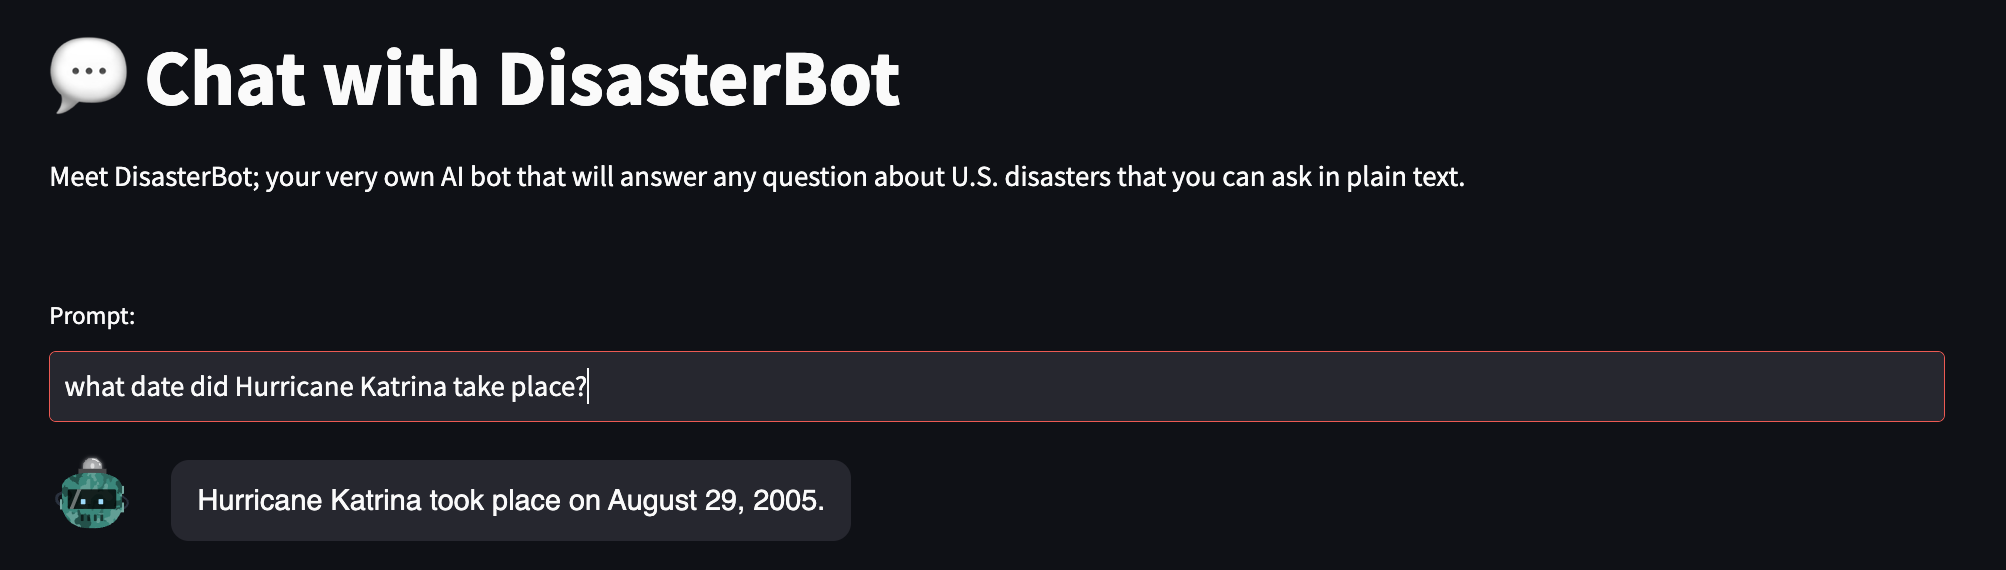 Chat with DisasterBot
Meet DisasterBot; your very own AI bot that will answer any question about U.S. disasters that you can ask in plain text.
Prompt:
what date did Hurricane Katrina take place?
Hurricane Katrina took place on August 29, 2005.